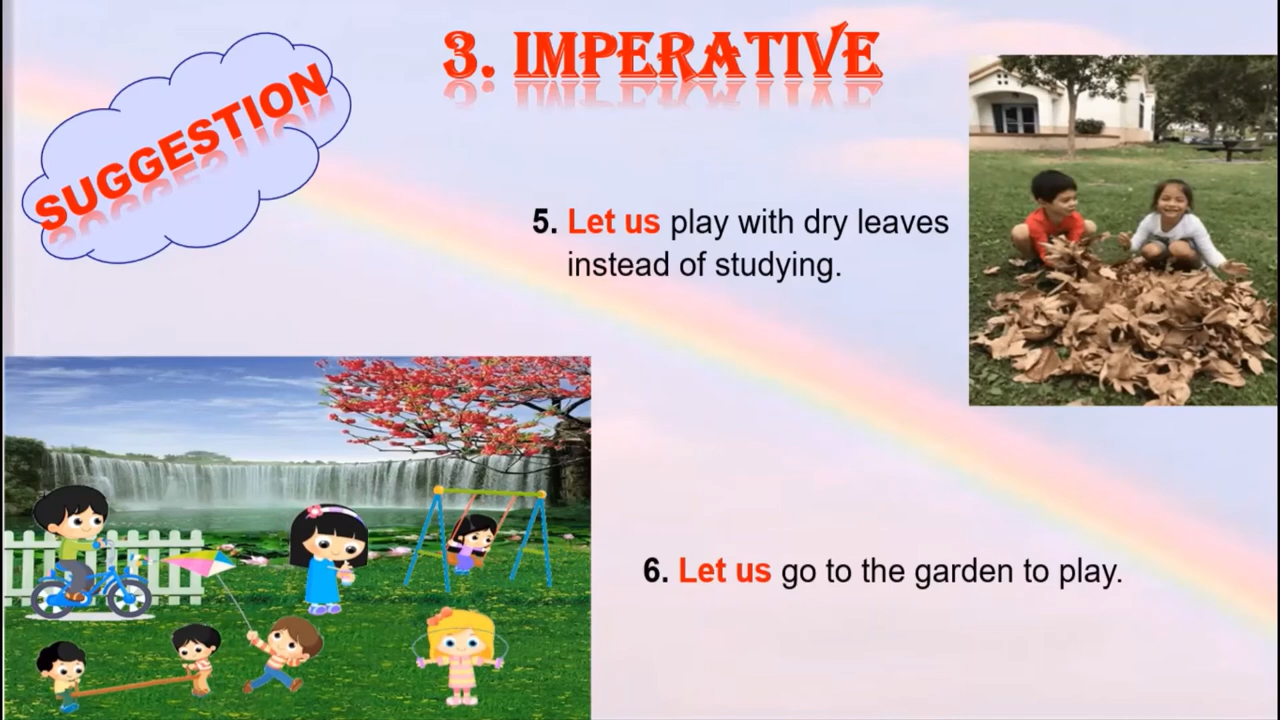 3. IMPERATIVE
SUGGESTION
5. Let us play with dry leaves
instead of studying.
6. Let us go to the garden to play.